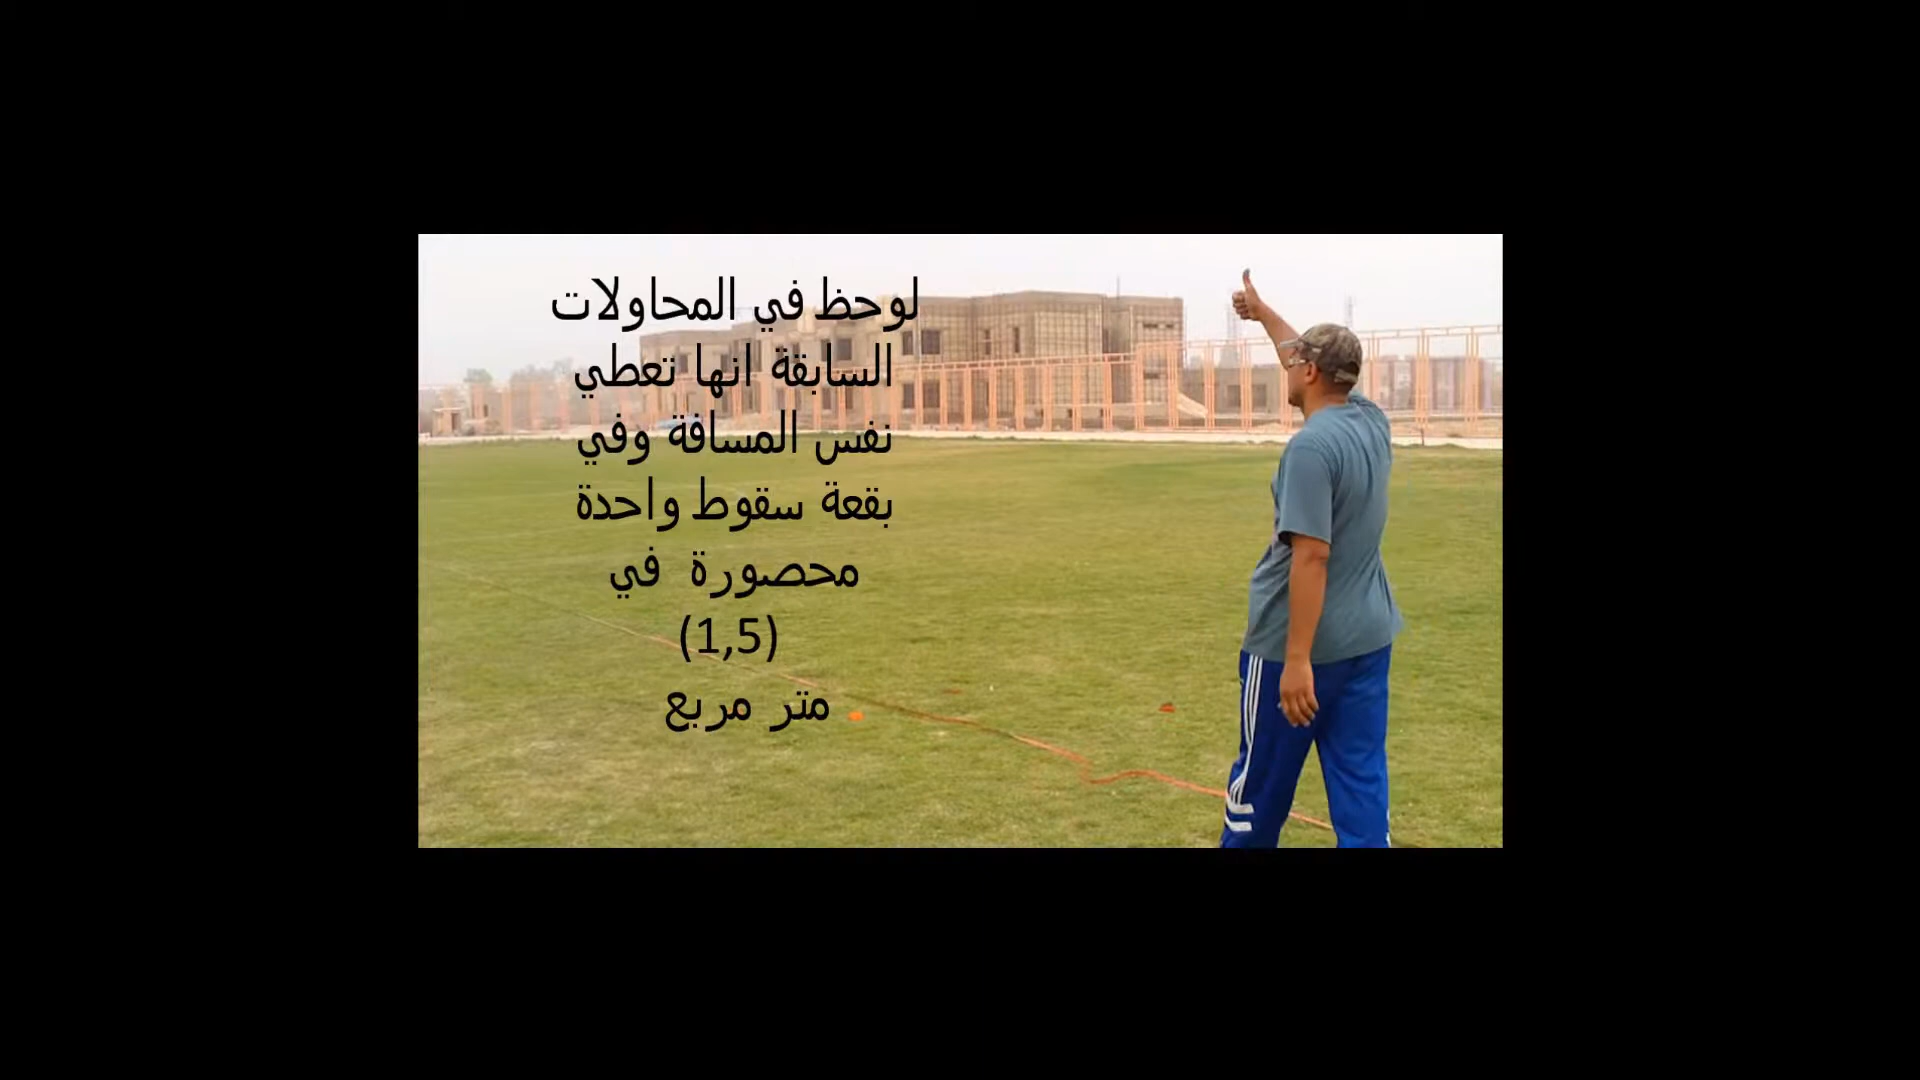 لوحظ في المحاولات
السابقة انها تعطي
نفس المسافة وفي
بقعة سقوط واحدة
محصورة في
(1,5)
متر مربع